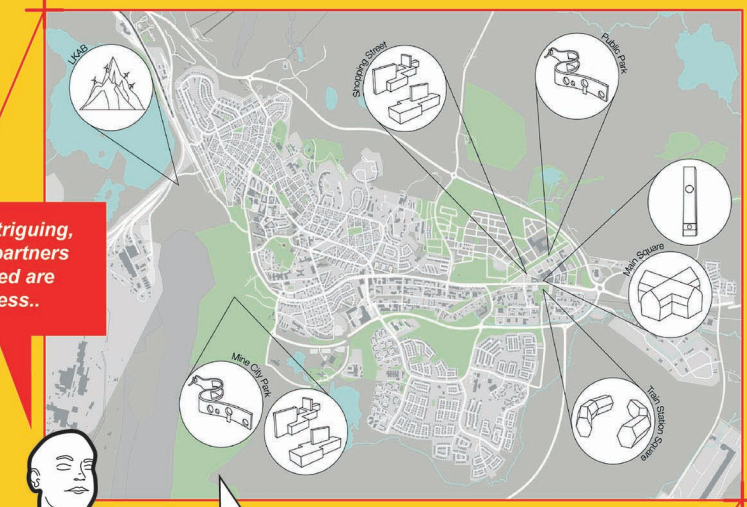 LKAB
Shopping Street
Public Park
triguing,
partners
ed are
ess..
Main Square
Mine City Park
Train Station Square